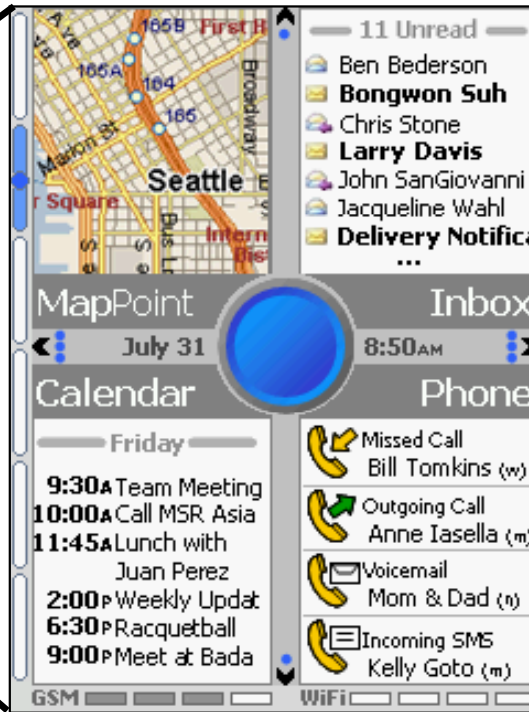 165B First H
165A
164
Broadway
165
Marion St
Seattle
r Square
Intern
Dis
Bus L
11 Unread
Ben Bederson
Bongwon Suh
Chris Stone
Larry Davis
John SanGiovanni
Jacqueline Wahl
Delivery Notifica
...
MapPoint
Inbox
July 31
8:50AM
Calendar
Phone
Friday
9:30A Team Meeting
10:00A Call MSR Asia
11:45A Lunch with
Juan Perez
2:00P Weekly Updat
6:30P Racquetball
9:00P Meet at Bada
Missed Call
Bill Tomkins (w)
Outgoing Call
Anne Iasella (m)
Voicemail
Mom & Dad (h)
Incoming SMS
Kelly Goto (m)
GSM
WiFi